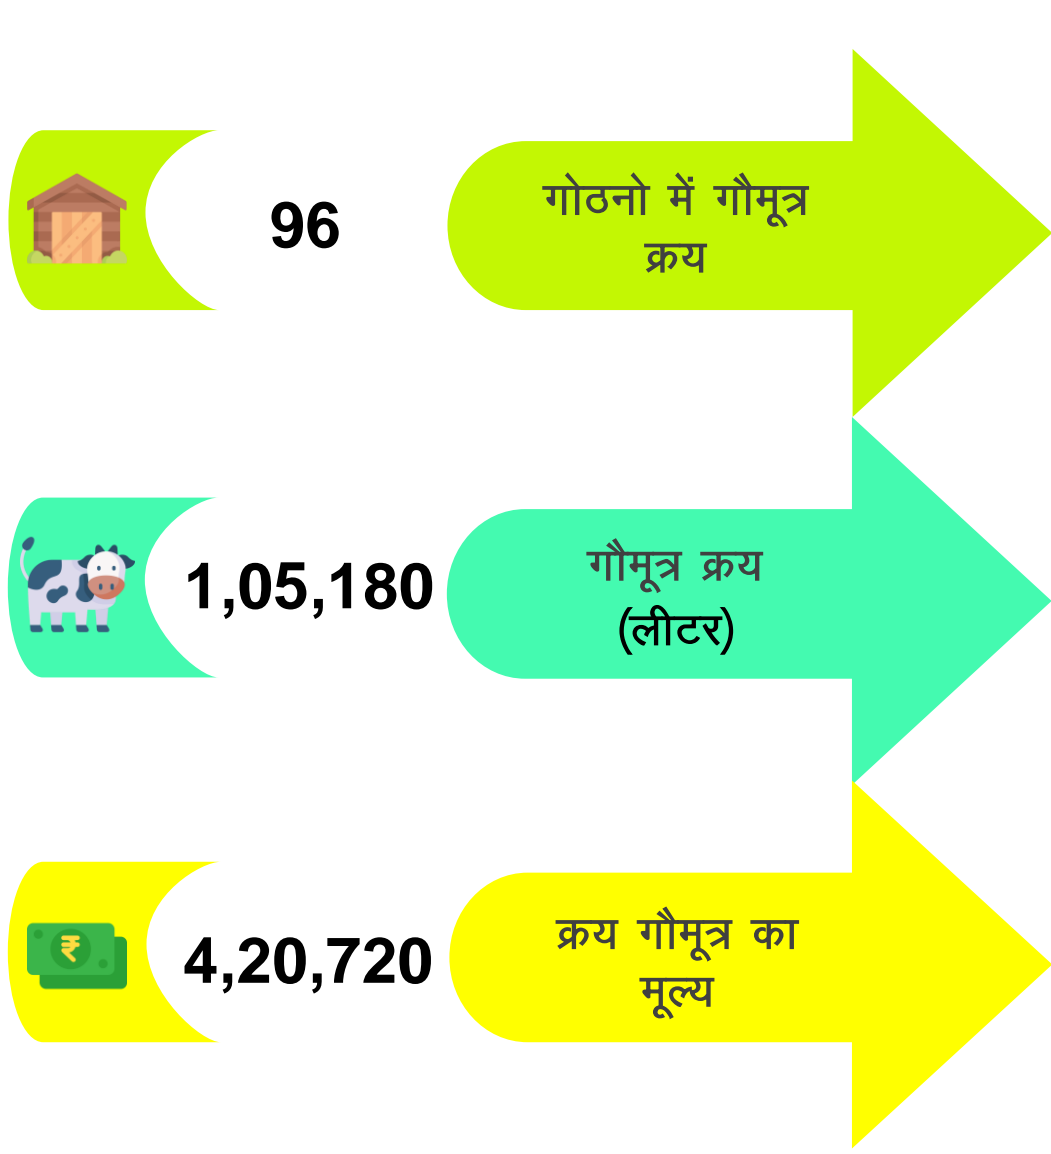 96
गोठनो में गौमूत्र
क्रय
1,05,180
गौमूत्र क्रय
(लीटर)
₹
4,20,720
क्रय गौमूत्र का
मूल्य